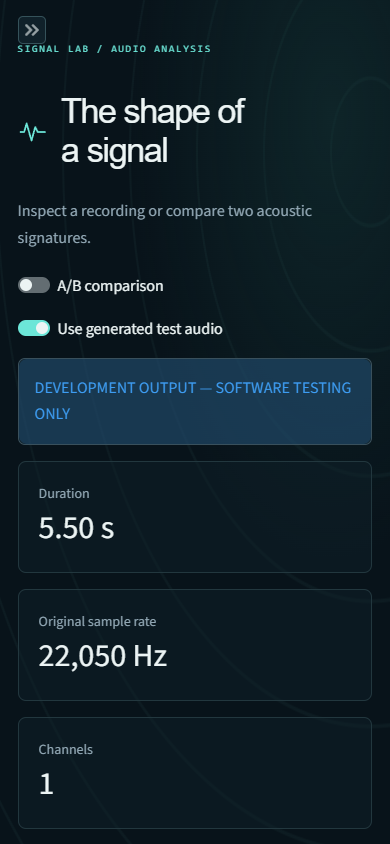 SIGNAL LAB / AUDIO ANALYSIS
The shape of
a signal
Inspect a recording or compare two acoustic
signatures.
A/B comparison
Use generated test audio
DEVELOPMENT OUTPUT — SOFTWARE TESTING
ONLY
Duration
5.50 s
Original sample rate
22,050 Hz
Channels
1